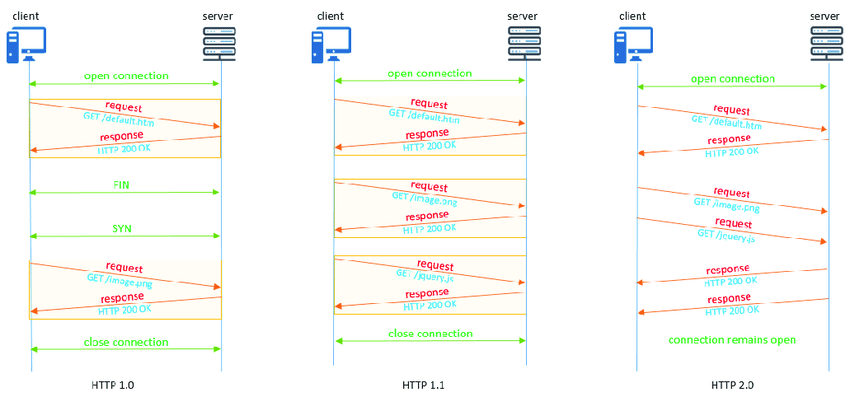 client
server
open connection
request
GET /default.htm
response
HTTP 200 OK
FIN
SYN
request
GET /image.png
response
HTTP 200 OK
close connection
HTTP 1.0
client
server
open connection
request
GET /default.htm
response
HTTP 200 OK
request
GET /image.png
response
HTTP 200 OK
request
GET /jquery.js
response
HTTP 200 OK
close connection
HTTP 1.1
client
server
open connection
request
GET /default.htm
response
HTTP 200 OK
request
GET /image.png
request
GET /jquery.js
response
HTTP 200 OK
response
HTTP 200 OK
connection remains open
HTTP 2.0